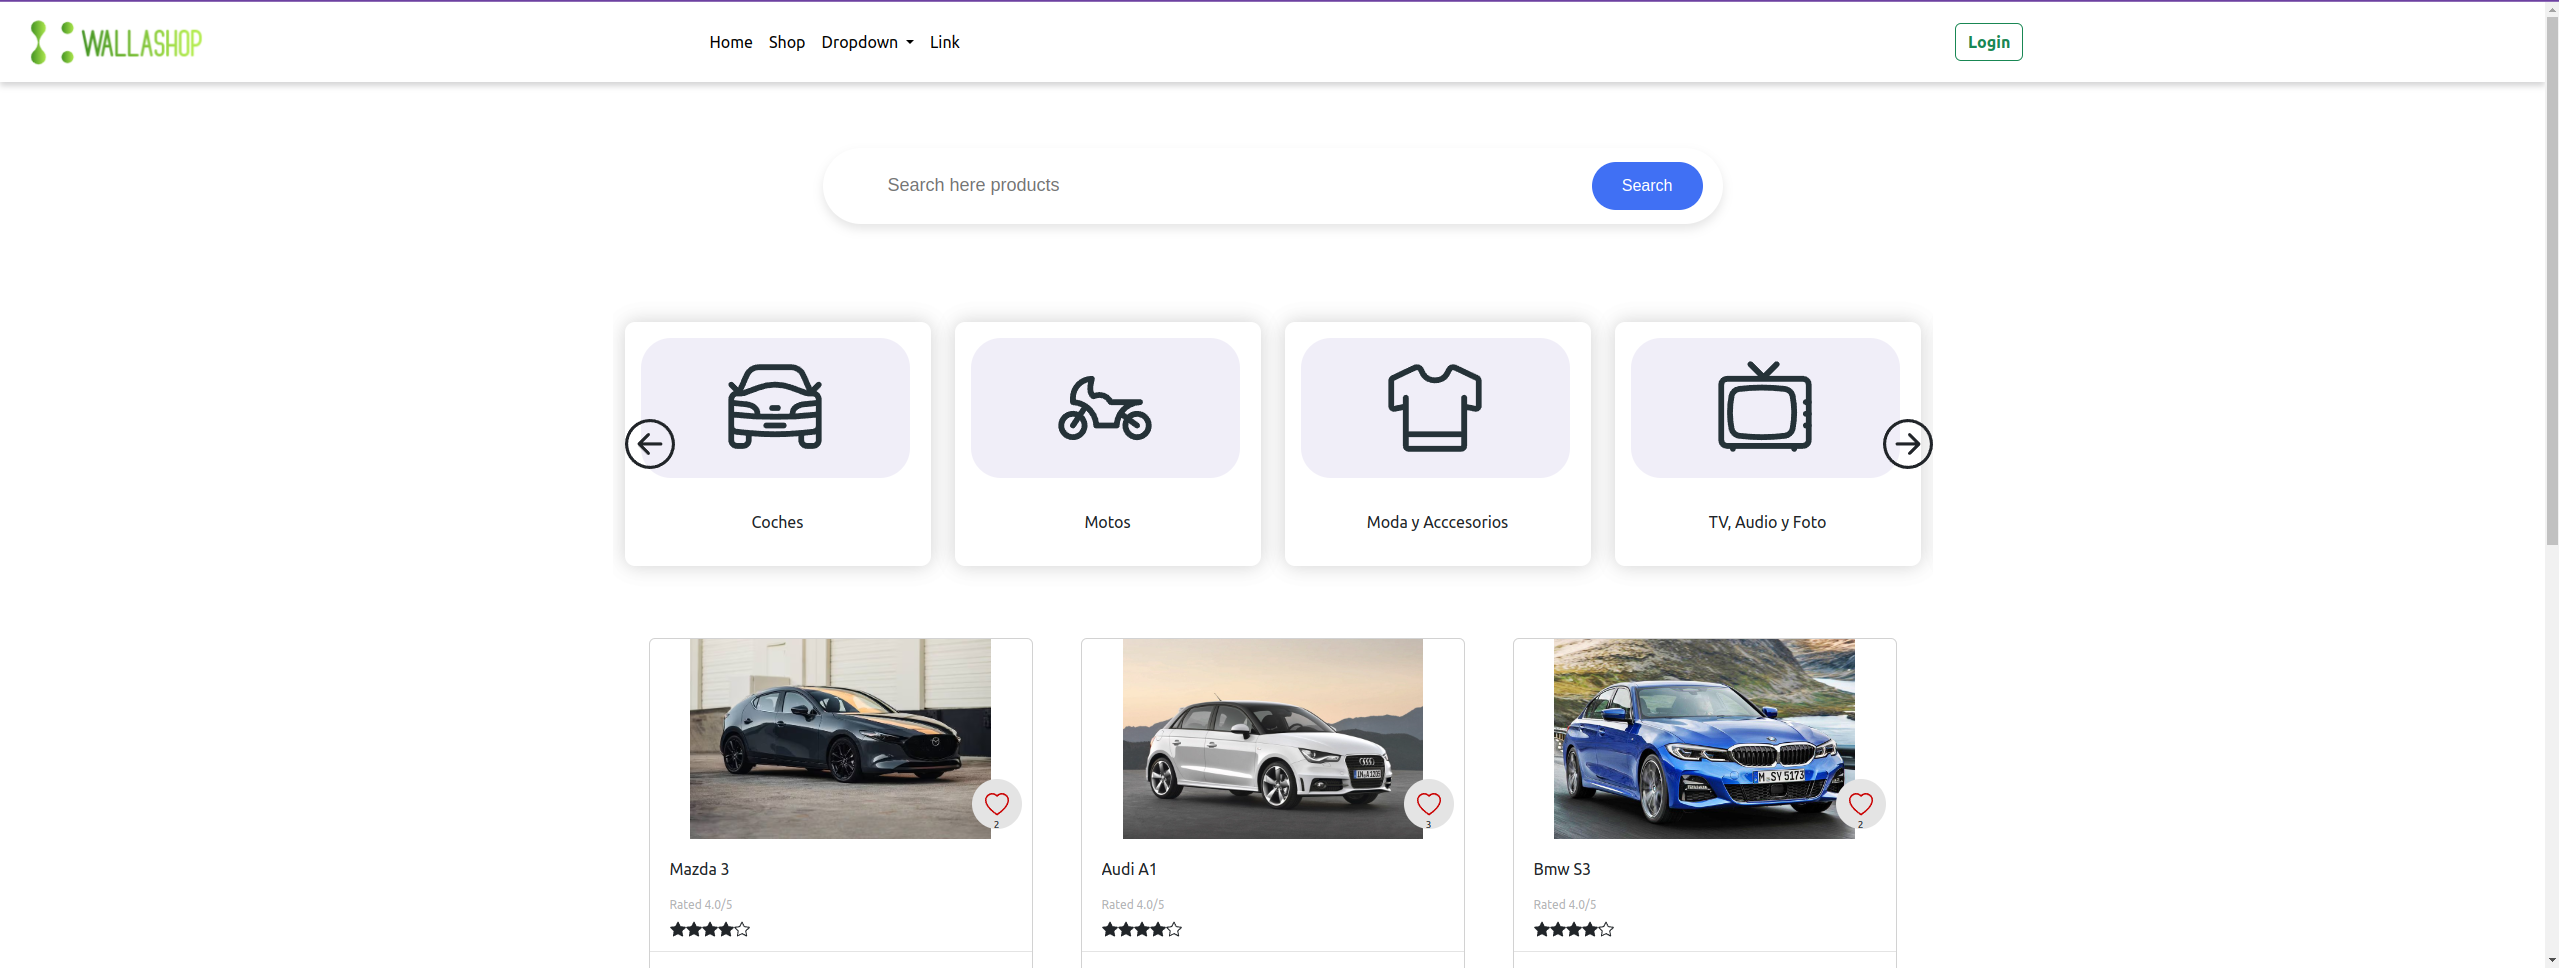 WALLASHOP
Home Shop Dropdown Link
Login
Search here products
Search
Coches
Motos
Moda y Acccesorios
TV, Audio y Foto
2
3
M SY 5173
2
Mazda 3
Audi A1
Bmw S3
Rated 4.0/5
Rated 4.0/5
Rated 4.0/5